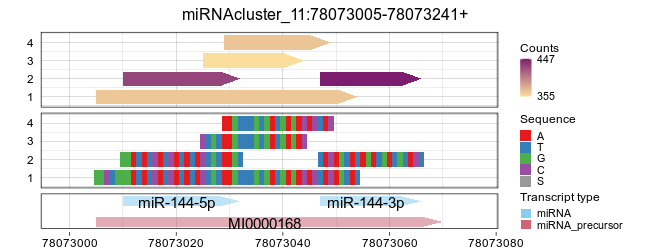 miRNAcluster_11:78073005-78073241+
4
3
2
1
4
3
2
1
miR-144-5p
miR-144-3p
MI0000168
78073000
78073020
78073040
78073060
78073080
Counts
447
355
Sequence
A
T
G
C
S
Transcript type
miRNA
miRNA_precursor